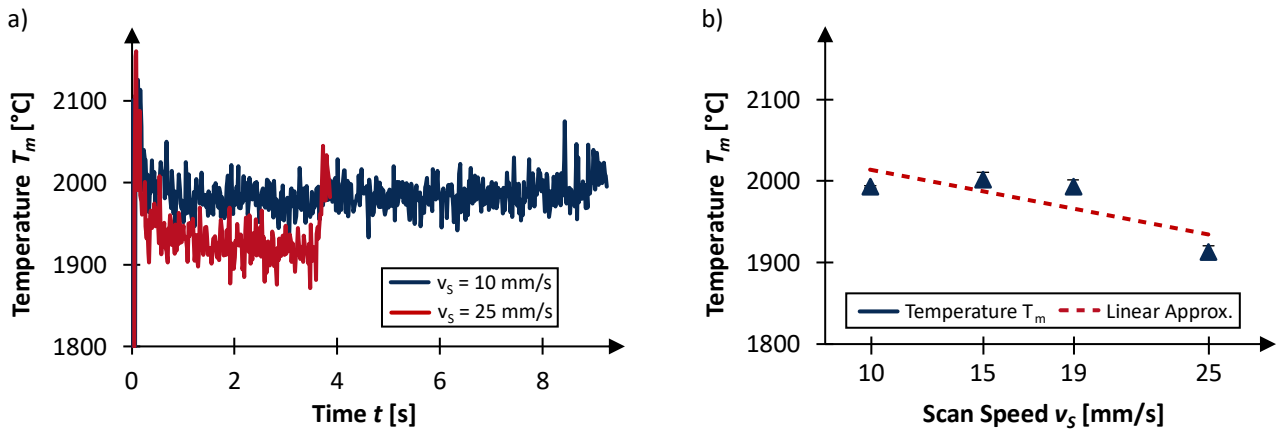 a)
Temperature T_m [°C]
2100
2000
1900
1800
0
2
4
6
8
Time t [s]
v_S = 10 mm/s
v_S = 25 mm/s
b)
Temperature T_m [°C]
2100
2000
1900
1800
10
15
19
25
Scan Speed v_S [mm/s]
Temperature T_m
Linear Approx.